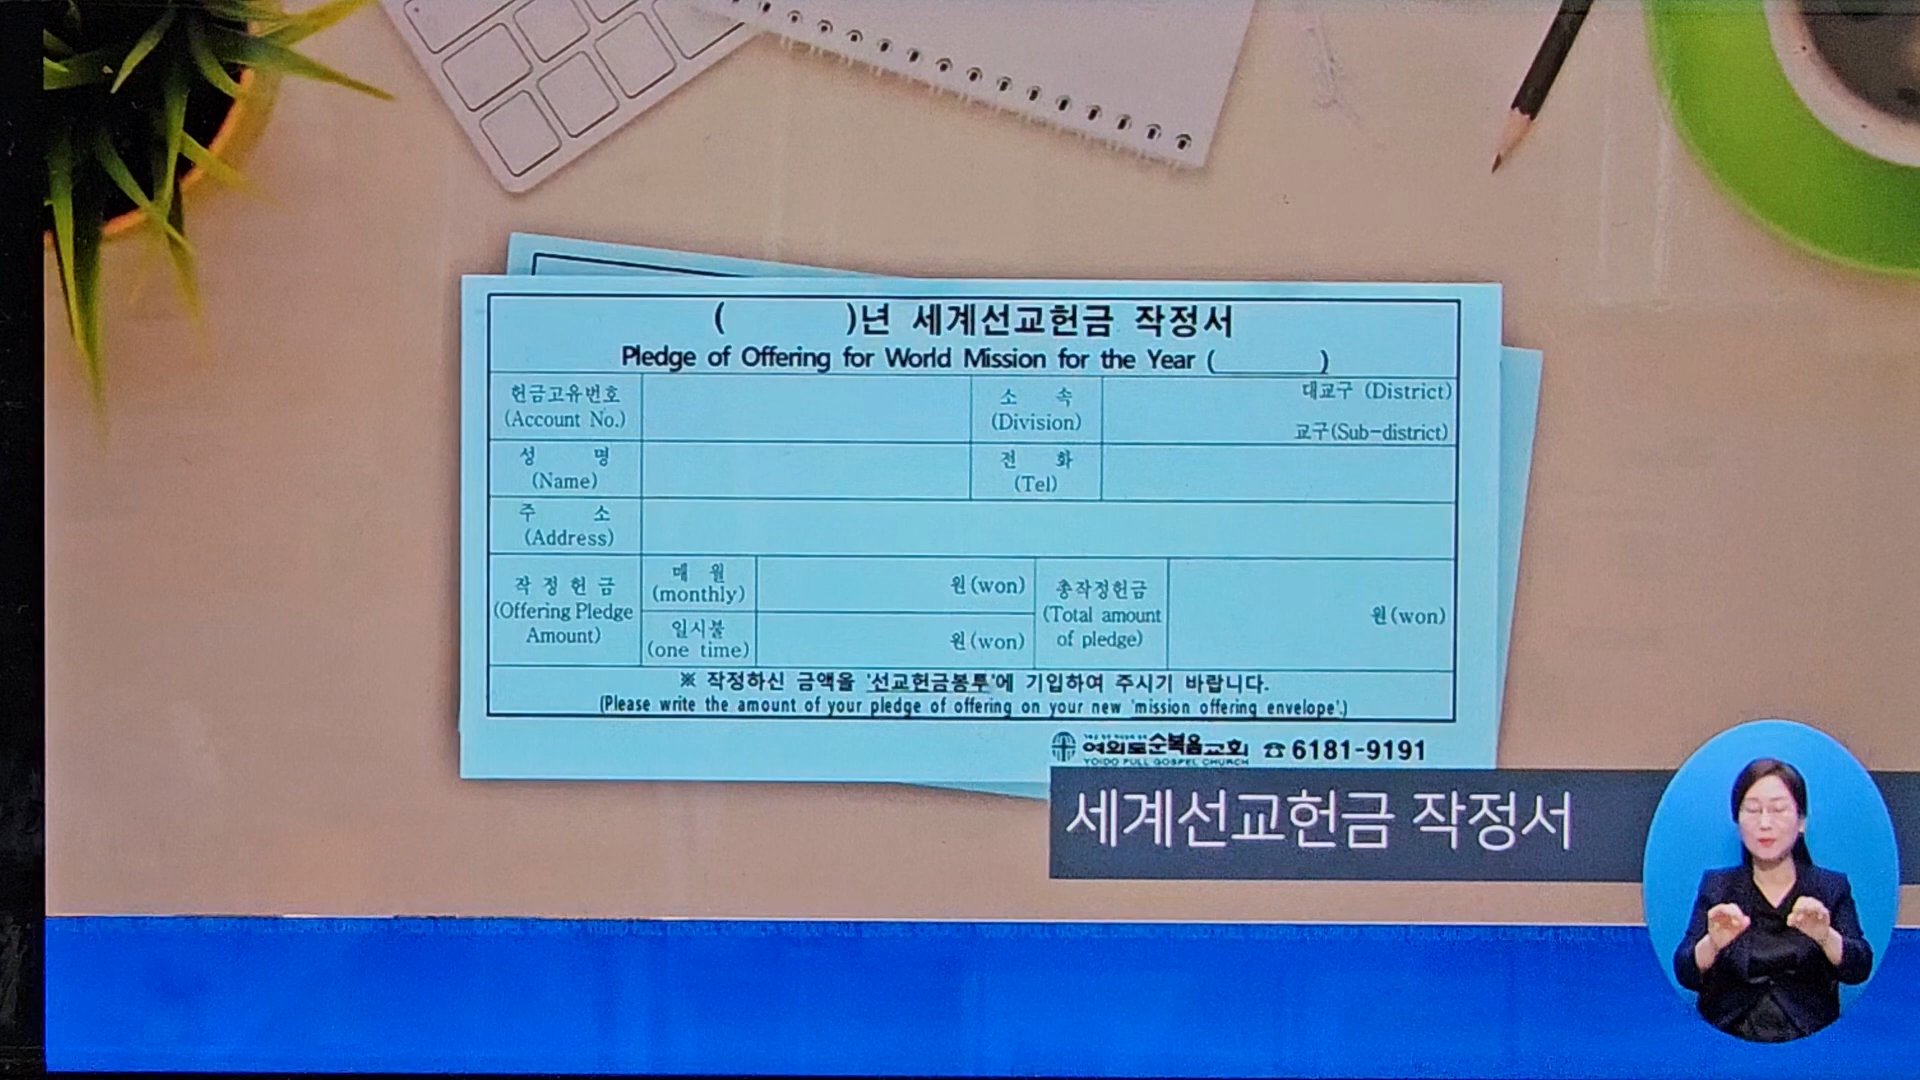 ( )년 세계선교헌금 작정서
Pledge of Offering for World Mission for the Year (________)
헌금고유번호
(Account No.)
소 속
(Division)
대교구 (District)
교구(Sub-district)
성 명
(Name)
전 화
(Tel)
주 소
(Address)
작 정 헌 금
(Offering Pledge
Amount)
매 월
(monthly)
원(won)
일시불
(one time)
원(won)
총작정헌금
(Total amount
of pledge)
원(won)
※ 작정하신 금액을 '선교헌금봉투'에 기입하여 주시기 바랍니다.
(Please write the amount of your pledge of offering on your new 'mission offering envelope'.)
여의도순복음교회 ☎ 6181-9191
YOIDO FULL GOSPEL CHURCH
세계선교헌금 작정서